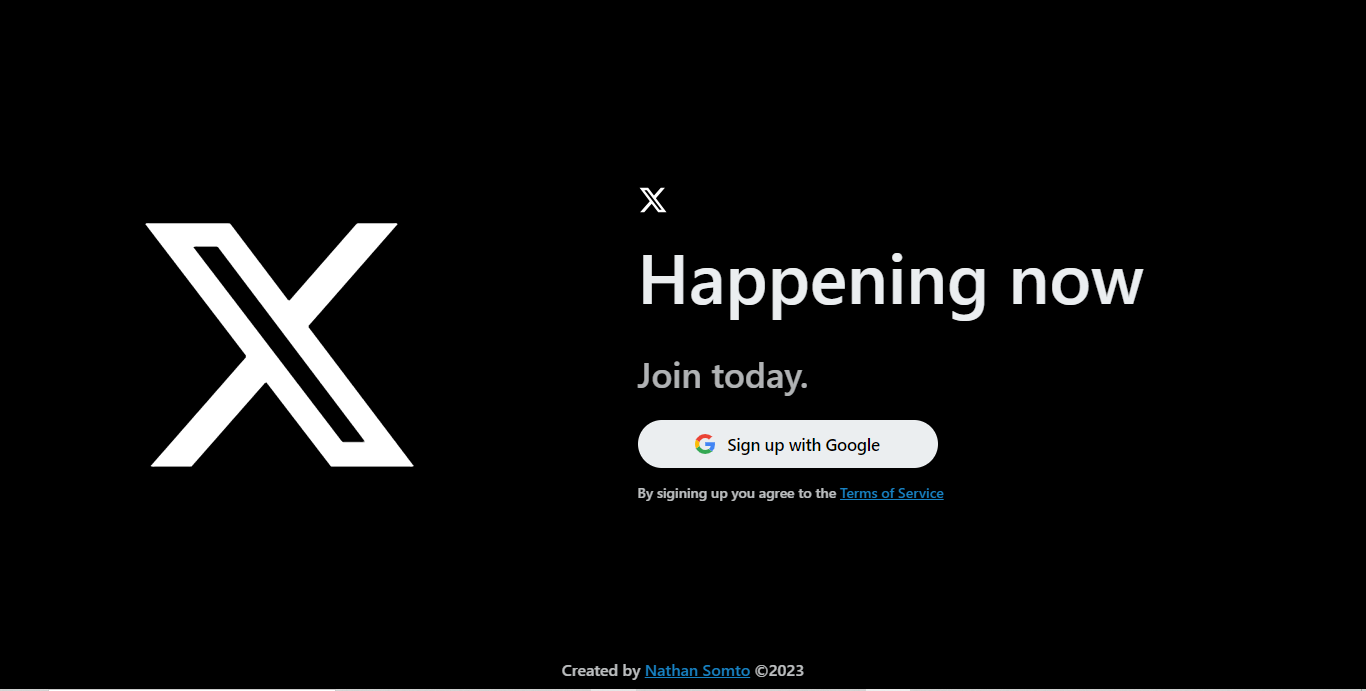 Happening now
Join today.
Sign up with Google
By sigining up you agree to the Terms of Service
Created by Nathan Somto ©2023